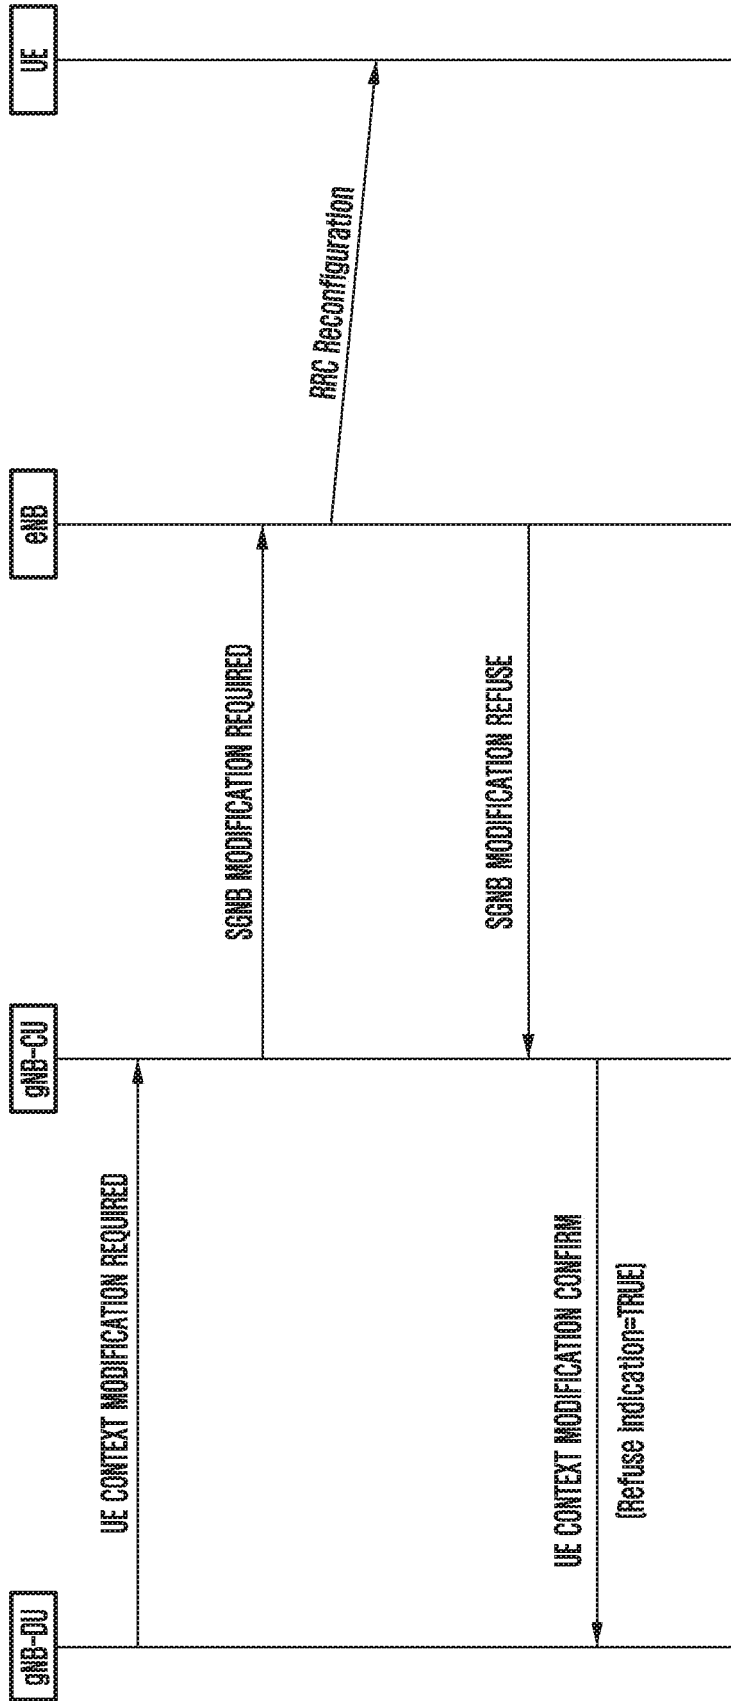 gNB-DU
gNB-CU
eNB
UE
UE CONTEXT MODIFICATION REQUIRED
SGNB MODIFICATION REQUIRED
RRC Reconfiguration
SGNB MODIFICATION REFUSE
UE CONTEXT MODIFICATION CONFIRM
(Refuse Indication=TRUE)